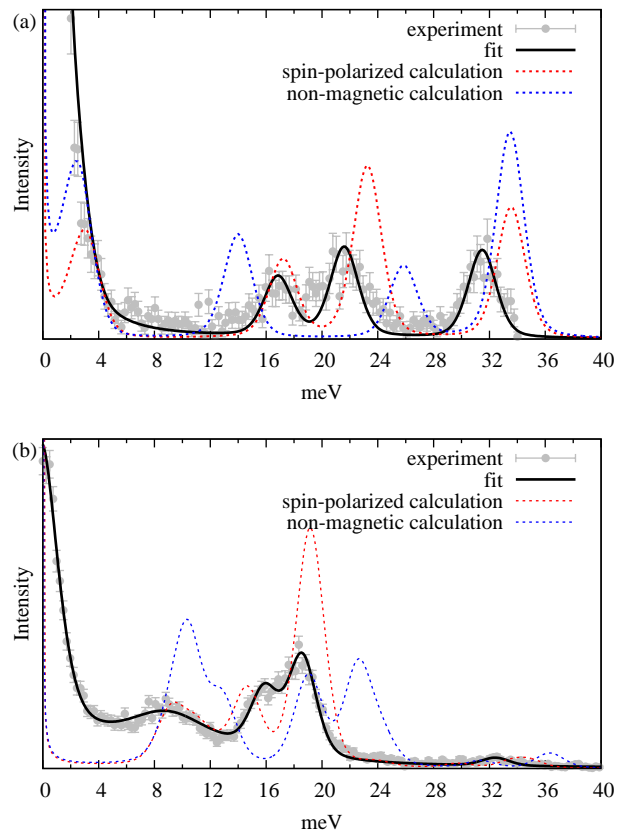 (a)
experiment
fit
spin-polarized calculation
non-magnetic calculation
Intensity
0 4 8 12 16 20 24 28 32 36 40
meV
(b)
experiment
fit
spin-polarized calculation
non-magnetic calculation
Intensity
0 4 8 12 16 20 24 28 32 36 40
meV